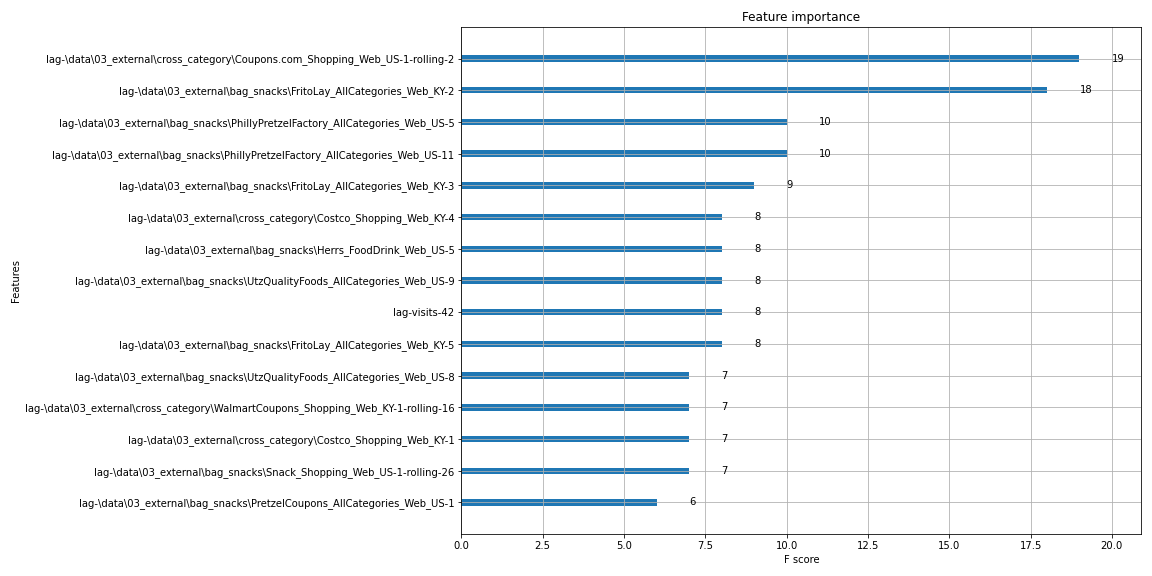 Feature importance
lag-\data\03_external\cross_category\Coupons.com_Shopping_Web_US-1-rolling-2 19
lag-\data\03_external\bag_snacks\FritoLay_AllCategories_Web_KY-2 18
lag-\data\03_external\bag_snacks\PhillyPretzelFactory_AllCategories_Web_US-5 10
lag-\data\03_external\bag_snacks\PhillyPretzelFactory_AllCategories_Web_US-11 10
lag-\data\03_external\bag_snacks\FritoLay_AllCategories_Web_KY-3 9
lag-\data\03_external\cross_category\Costco_Shopping_Web_KY-4 8
lag-\data\03_external\bag_snacks\Herrs_FoodDrink_Web_US-5 8
lag-\data\03_external\bag_snacks\UtzQualityFoods_AllCategories_Web_US-9 8
lag-visits-42 8
lag-\data\03_external\bag_snacks\FritoLay_AllCategories_Web_KY-5 8
lag-\data\03_external\bag_snacks\UtzQualityFoods_AllCategories_Web_US-8 7
lag-\data\03_external\cross_category\WalmartCoupons_Shopping_Web_KY-1-rolling-16 7
lag-\data\03_external\cross_category\Costco_Shopping_Web_KY-1 7
lag-\data\03_external\bag_snacks\Snack_Shopping_Web_US-1-rolling-26 7
lag-\data\03_external\bag_snacks\PretzelCoupons_AllCategories_Web_US-1 6
Features
0.0 2.5 5.0 7.5 10.0 12.5 15.0 17.5 20.0
F score